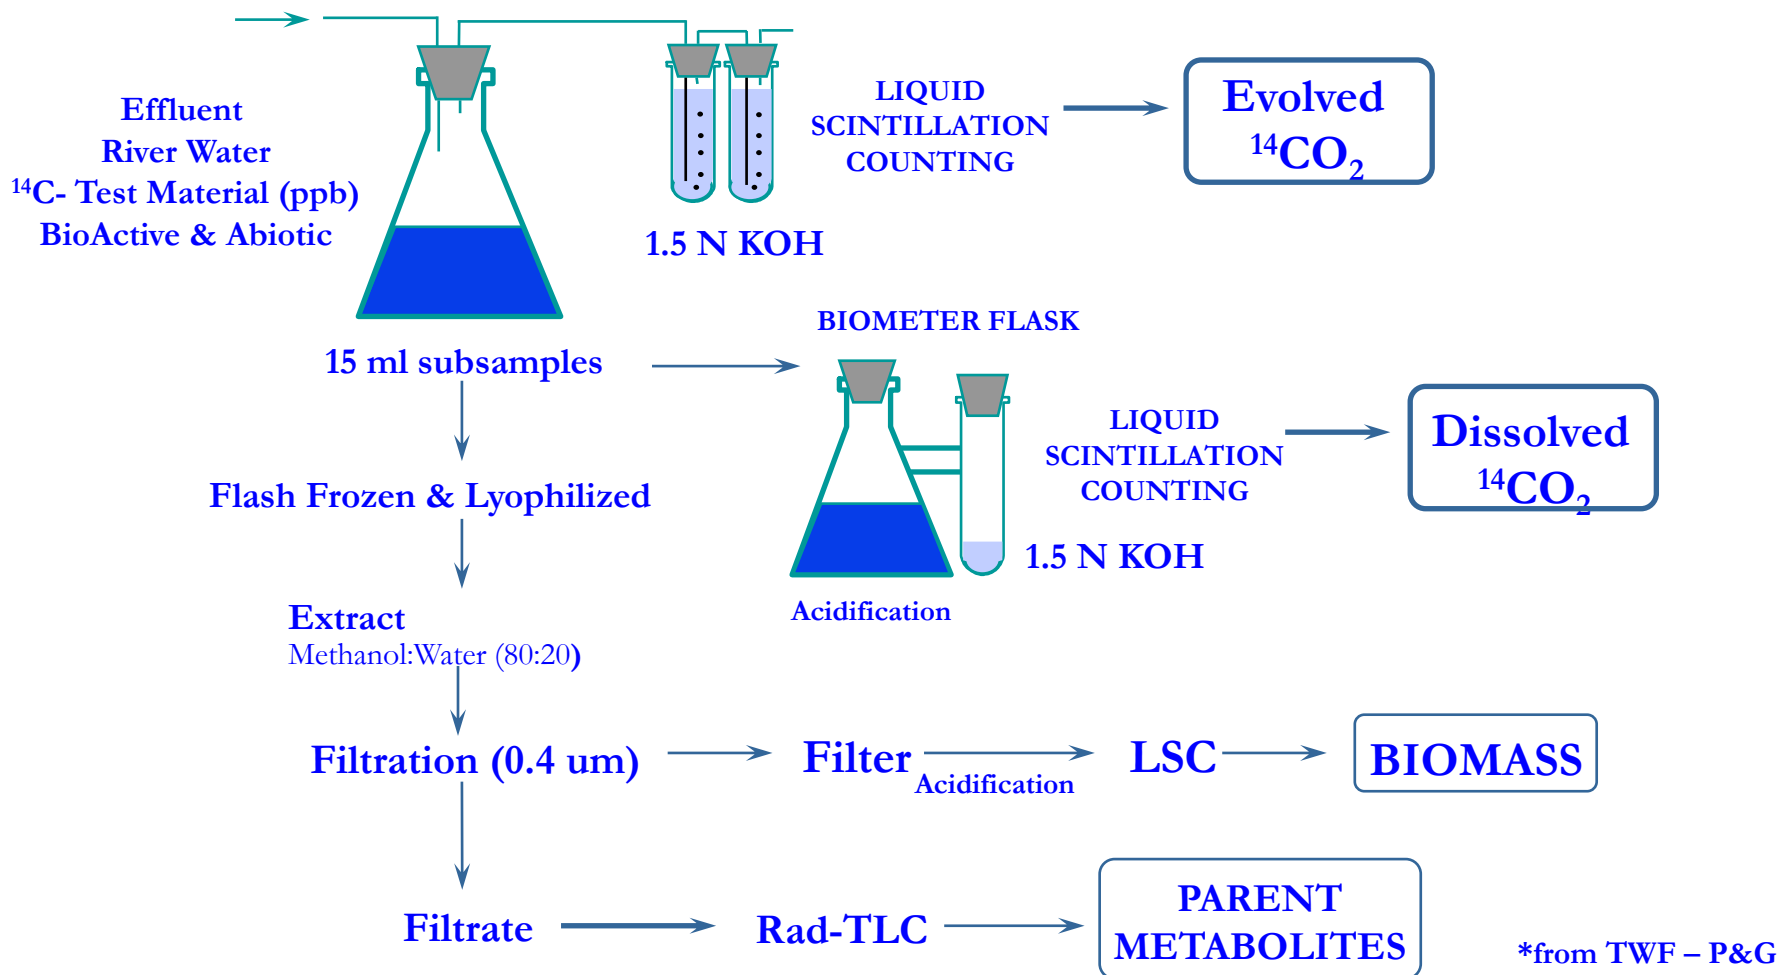 Effluent
River Water
¹⁴C- Test Material (ppb)
BioActive & Abiotic
LIQUID
SCINTILLATION
COUNTING
Evolved
¹⁴CO₂
1.5 N KOH
15 ml subsamples
BIOMETER FLASK
LIQUID
SCINTILLATION
COUNTING
Dissolved
¹⁴CO₂
1.5 N KOH
Acidification
Flash Frozen & Lyophilized
Extract
Methanol:Water (80:20)
Filtration (0.4 um)
Filter
Acidification
LSC
BIOMASS
Filtrate
Rad-TLC
PARENT
METABOLITES
*from TWF – P&G